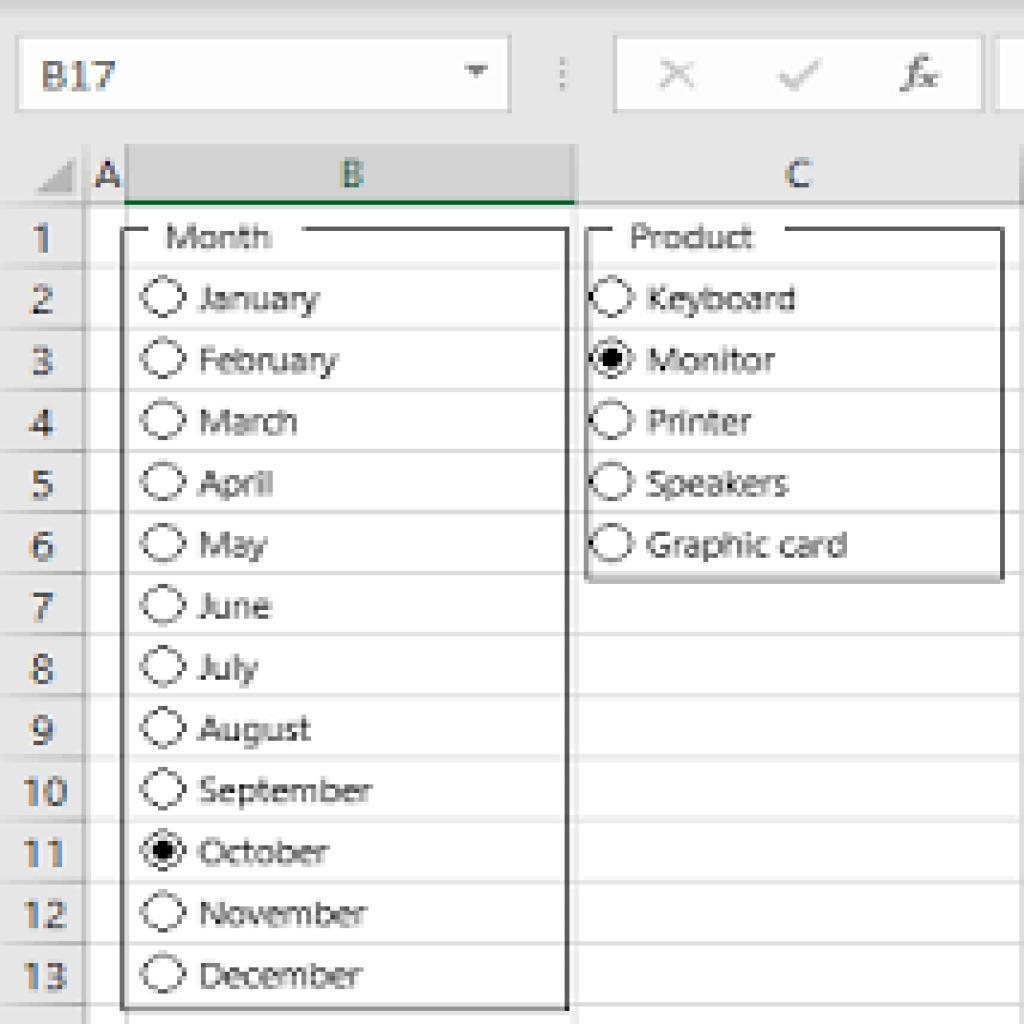 B17
fx
A B C
1 Month Product
2 January Keyboard
3 February Monitor
4 March Printer
5 April Speakers
6 May Graphic card
7 June
8 July
9 August
10 September
11 October
12 November
13 December